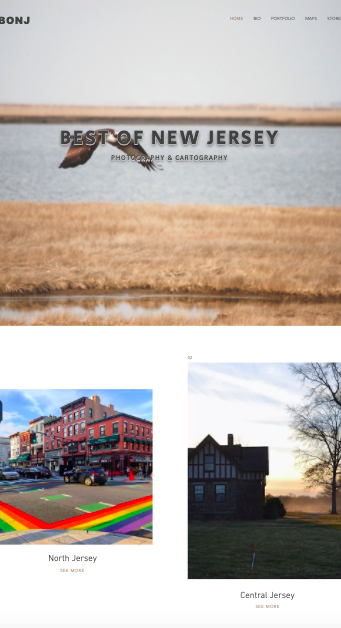 BONJ
HOME BIO PORTFOLIO MAPS STORE
BEST OF NEW JERSEY
PHOTOGRAPHY & CARTOGRAPHY
02
North Jersey
SEE MORE
Central Jersey
SEE MORE